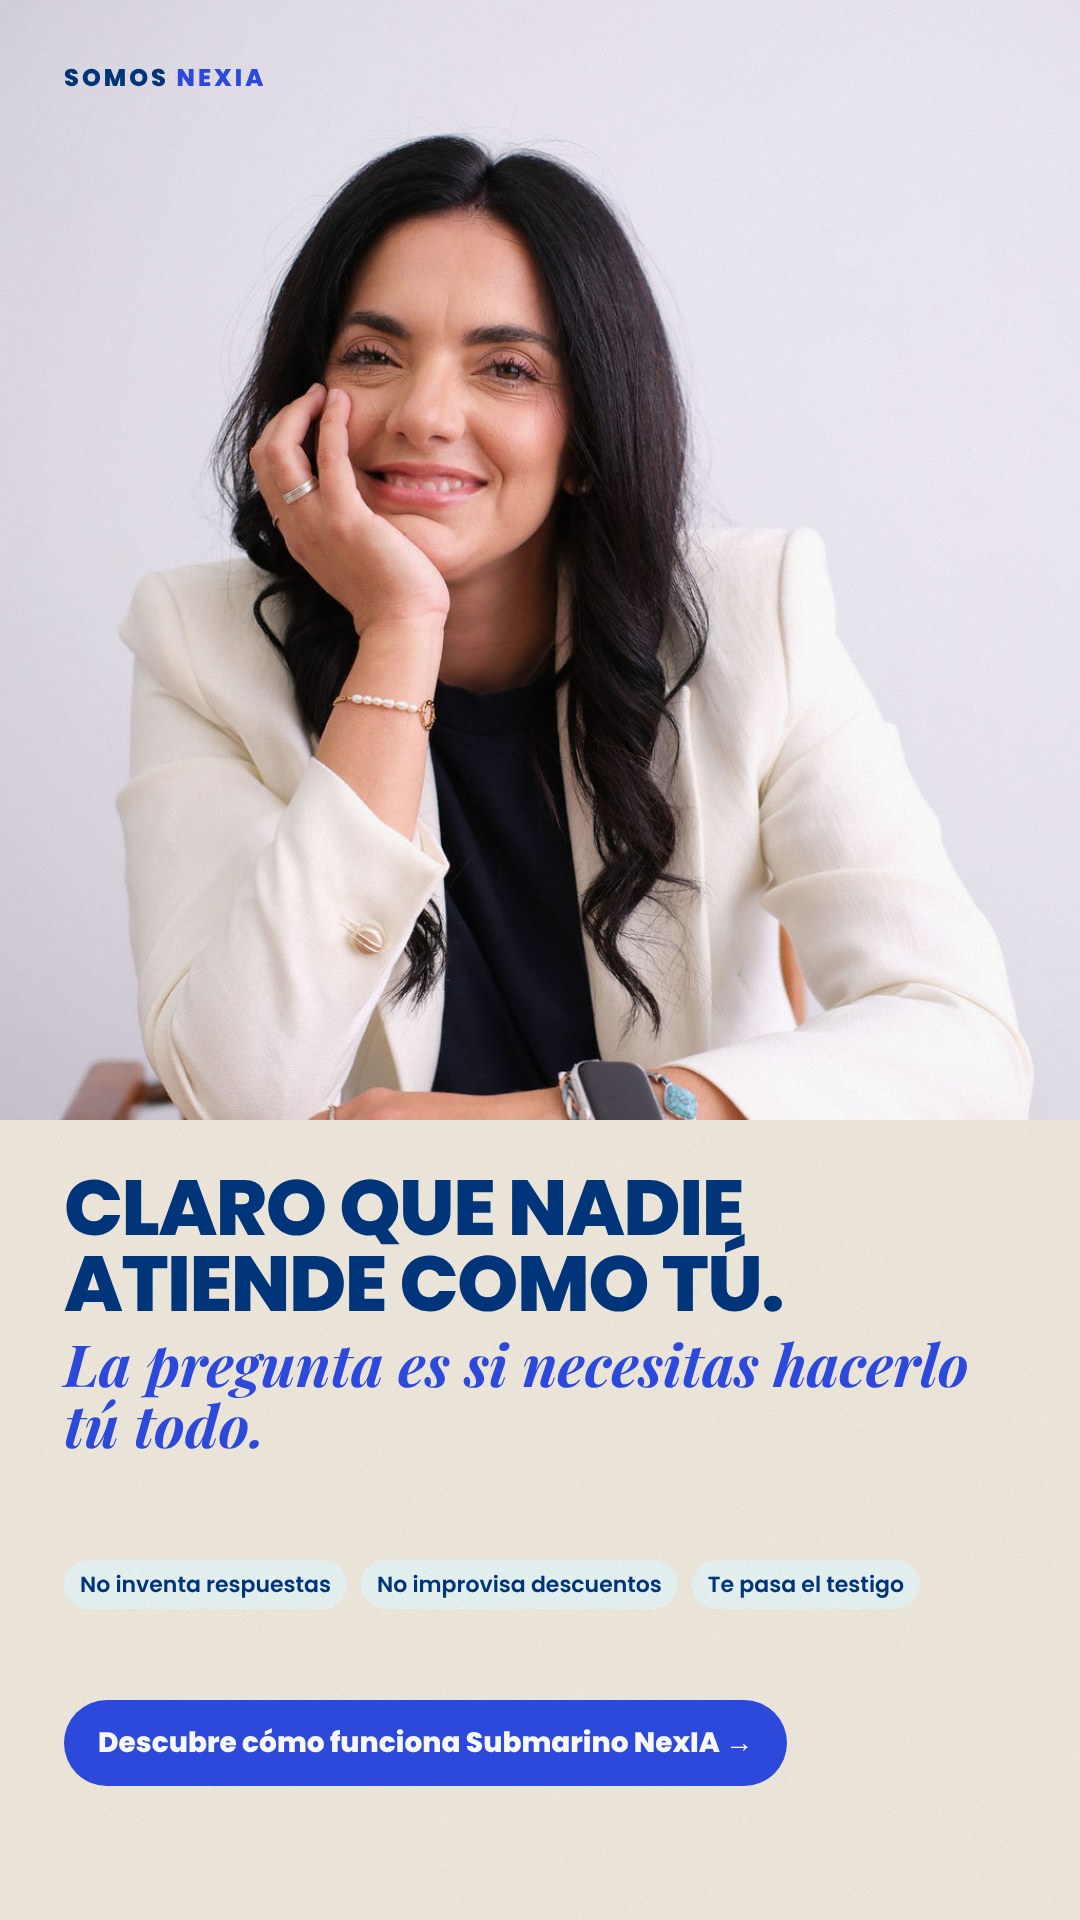 SOMOS NEXIA
CLARO QUE NADIE
ATIENDE COMO TÚ.
La pregunta es si necesitas hacerlo
tú todo.
No inventa respuestas No improvisa descuentos Te pasa el testigo
Descubre cómo funciona Submarino NexIA →